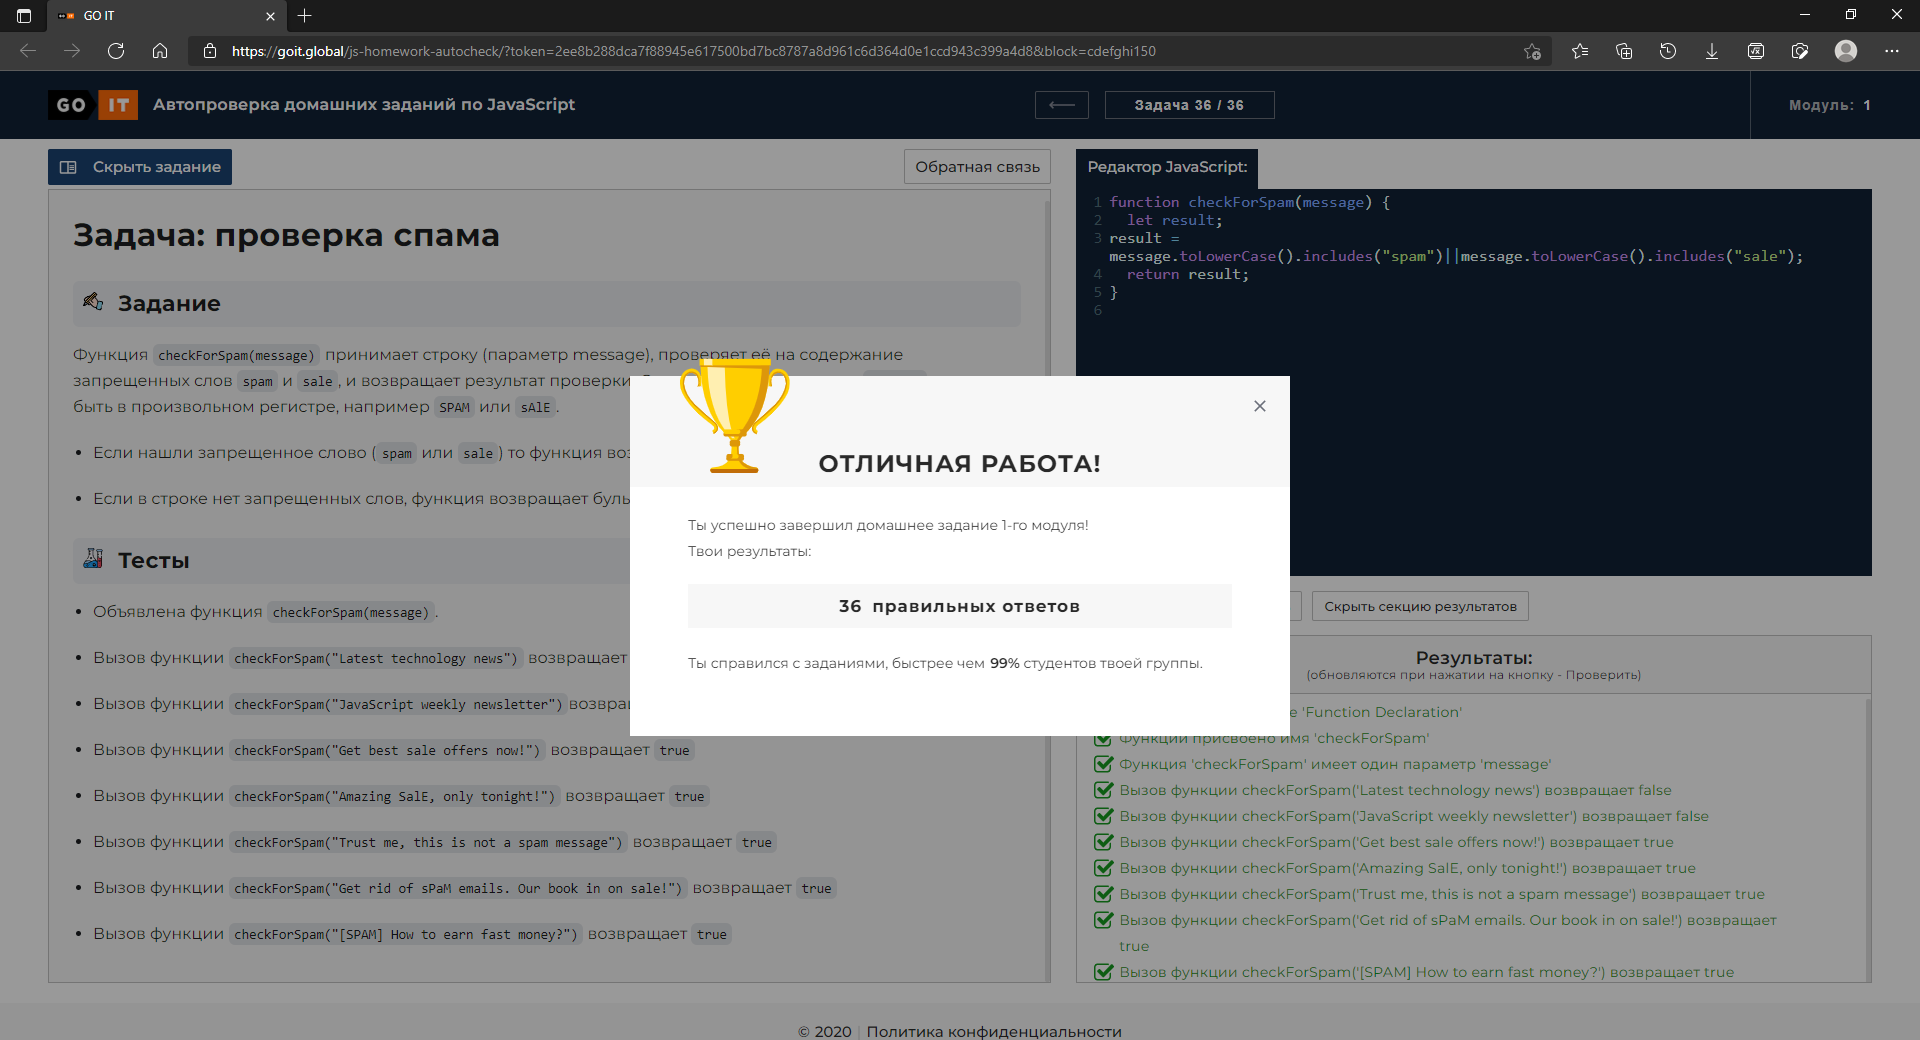 GO IT
https://goit.global/js-homework-autocheck/?token=2ee8b288dca7f88945e617500bd7bc8787a8d961c6d364d0e1ccd943c399a4d8&block=cdefghi150
GO IT Автопроверка домашних заданий по JavaScript
Задача 36 / 36
Модуль: 1
Скрыть задание
Обратная связь
Задача: проверка спама
Задание
Функция checkForSpam(message) принимает строку (параметр message), проверяет её на содержание
запрещенных слов spam и sale, и возвращает результат проверки.
быть в произвольном регистре, например SPAM или sAlE.
Если нашли запрещенное слово (spam или sale) то функция воз
Если в строке нет запрещенных слов, функция возвращает буль
Тесты
Объявлена функция checkForSpam(message).
Вызов функции checkForSpam("Latest technology news") возвращает
Вызов функции checkForSpam("JavaScript weekly newsletter") возвра
Вызов функции checkForSpam("Get best sale offers now!") возвращает true
Вызов функции checkForSpam("Amazing SalE, only tonight!") возвращает true
Вызов функции checkForSpam("Trust me, this is not a spam message") возвращает true
Вызов функции checkForSpam("Get rid of sPaM emails. Our book in on sale!") возвращает true
Вызов функции checkForSpam("[SPAM] How to earn fast money?") возвращает true
Редактор JavaScript:
1 function checkForSpam(message) {
2 let result;
3 result =
message.toLowerCase().includes("spam")||message.toLowerCase().includes("sale");
4 return result;
5 }
6
ОТЛИЧНАЯ РАБОТА!
Ты успешно завершил домашнее задание 1-го модуля!
Твои результаты:
36 правильных ответов
Ты справился с заданиями, быстрее чем 99% студентов твоей группы.
Скрыть секцию результатов
Результаты:
(обновляются при нажатии на кнопку - Проверить)
е 'Function Declaration'
Функции присвоено имя 'checkForSpam'
Функция 'checkForSpam' имеет один параметр 'message'
Вызов функции checkForSpam('Latest technology news') возвращает false
Вызов функции checkForSpam('JavaScript weekly newsletter') возвращает false
Вызов функции checkForSpam('Get best sale offers now!') возвращает true
Вызов функции checkForSpam('Amazing SalE, only tonight!') возвращает true
Вызов функции checkForSpam('Trust me, this is not a spam message') возвращает true
Вызов функции checkForSpam('Get rid of sPaM emails. Our book in on sale!') возвращает
true
Вызов функции checkForSpam('[SPAM] How to earn fast money?') возвращает true
© 2020 | Политика конфиденциальности